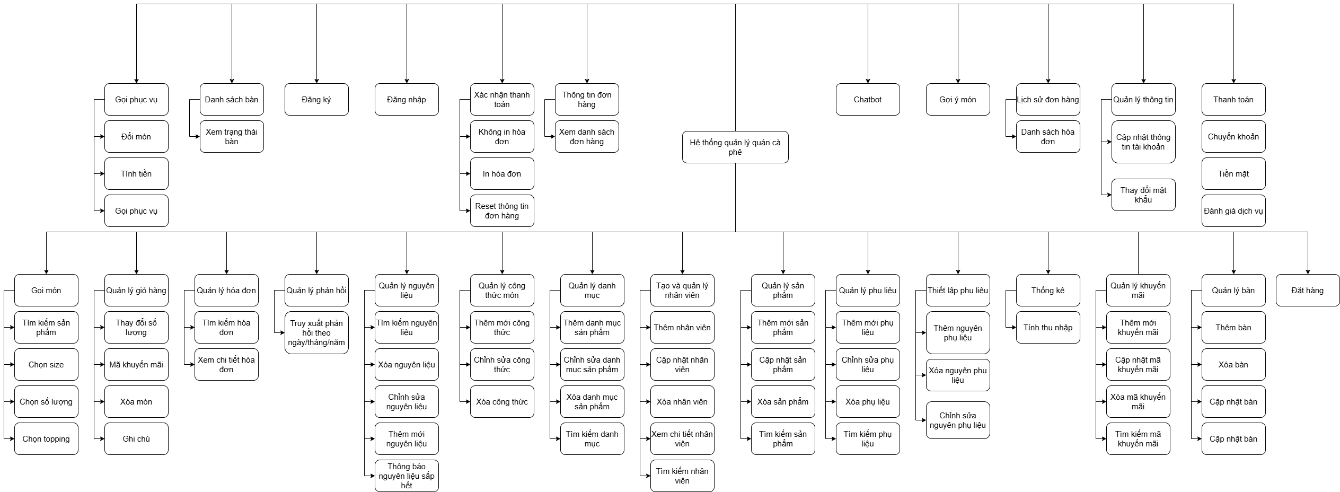 Gọi phục vụ
Đổi món
Tính tiền
Gọi phục vụ
Danh sách bàn
Xem trạng thái
bàn
Đăng ký
Đăng nhập
Xác nhận thanh
toán
Không in hóa
đơn
In hóa đơn
Reset thông tin
đơn hàng
Thông tin đơn
hàng
Xem danh sách
đơn hàng
Hệ thống quản lý quán cà
phê
Chatbot
Gợi ý món
Lịch sử đơn hàng
Danh sách hóa
đơn
Quản lý thông tin
Cập nhật thông
tin tài khoản
Thay đổi mật
khẩu
Thanh toán
Chuyển khoản
Tiền mặt
Đánh giá dịch vụ
Gọi món
Tìm kiếm sản
phẩm
Chọn size
Chọn số lượng
Chọn topping
Quản lý giỏ hàng
Thay đổi số
lượng
Mã khuyến mãi
Xóa món
Ghi chú
Quản lý hóa đơn
Tìm kiếm hóa
đơn
Xem chi tiết hóa
đơn
Quản lý phản hồi
Truy xuất phản
hồi theo
ngày/tháng/năm
Quản lý nguyên
liệu
Tìm kiếm nguyên
liệu
Xóa nguyên liệu
Chỉnh sửa
nguyên liệu
Thêm mới
nguyên liệu
Thông báo
nguyên liệu sắp
hết
Quản lý công
thức món
Thêm mới công
thức
Chỉnh sửa công
thức
Xóa công thức
Quản lý danh
mục
Thêm danh mục
sản phẩm
Chỉnh sửa danh
mục sản phẩm
Xóa danh mục
sản phẩm
Tìm kiếm danh
mục
Tạo và quản lý
nhân viên
Thêm nhân viên
Cập nhật nhân
viên
Xóa nhân viên
Xem chi tiết nhân
viên
Tìm kiếm nhân
viên
Quản lý sản
phẩm
Thêm mới sản
phẩm
Cập nhật sản
phẩm
Xóa sản phẩm
Tìm kiếm sản
phẩm
Quản lý phụ liệu
Thêm mới phụ
liệu
Chỉnh sửa phụ
liệu
Xóa phụ liệu
Tìm kiếm phụ
liệu
Thiết lập phụ liệu
Thêm nguyên
phụ liệu
Xóa nguyên phụ
liệu
Chỉnh sửa
nguyên phụ liệu
Thống kê
Tính thu nhập
Quản lý khuyến
mãi
Thêm mới
khuyến mãi
Cập nhật mã
khuyến mãi
Xóa mã khuyến
mãi
Tìm kiếm mã
khuyến mãi
Quản lý bàn
Thêm bàn
Xóa bàn
Cập nhật bàn
Cập nhật bàn
Đặt hàng